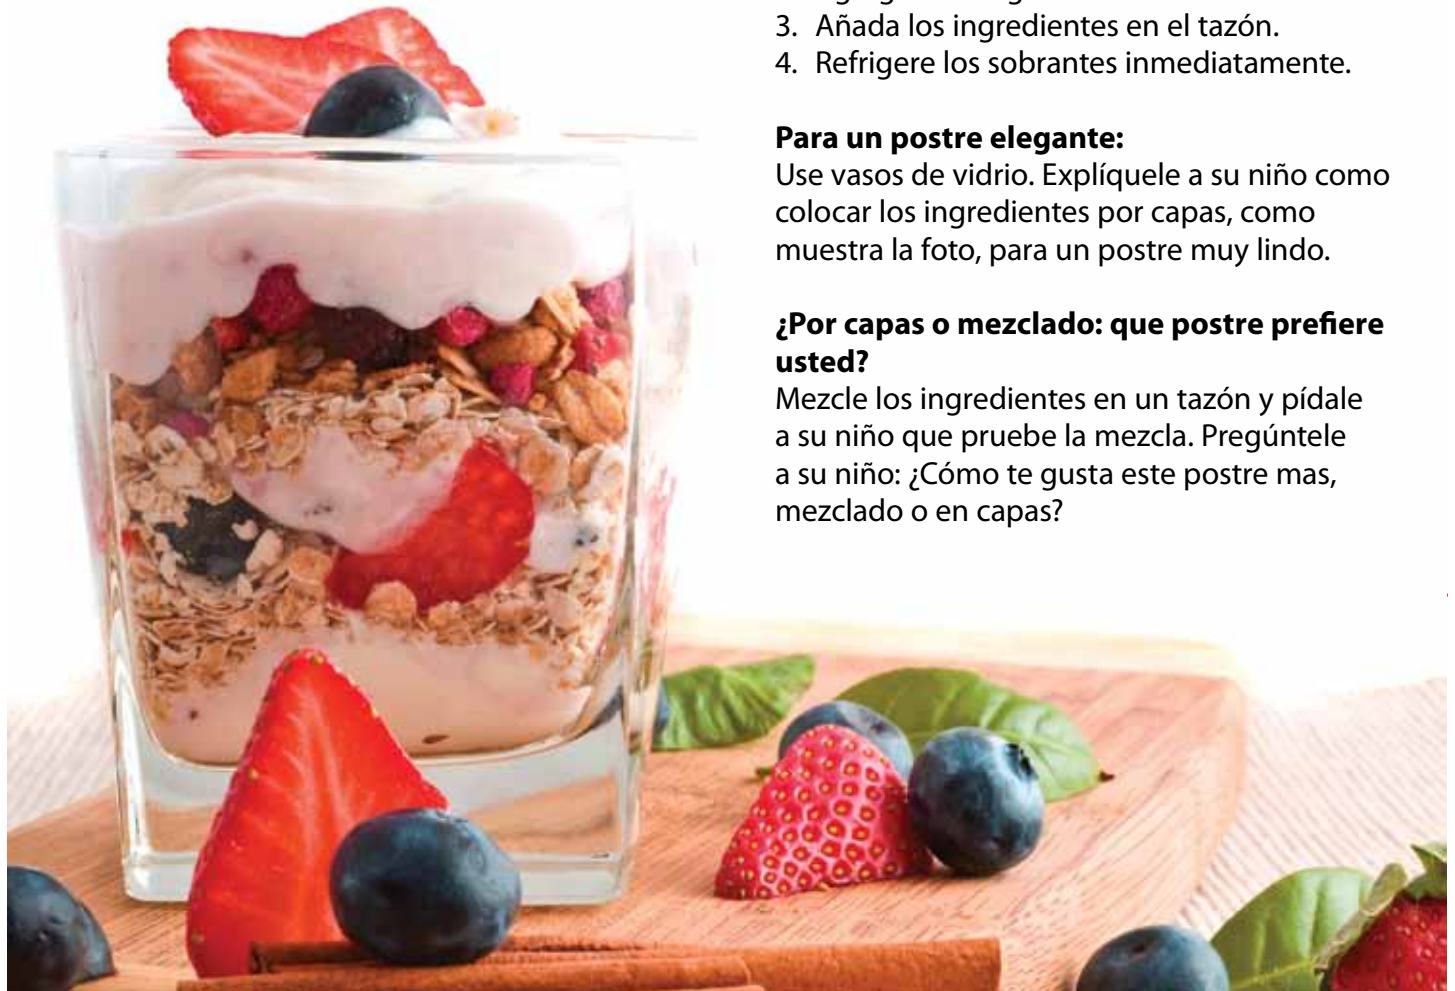 3. Añada los ingredientes en el tazón.
4. Refrigere los sobrantes inmediatamente.
Para un postre elegante:
Use vasos de vidrio. Explíquele a su niño como
colocar los ingredientes por capas, como
muestra la foto, para un postre muy lindo.
¿Por capas o mezclado: que postre prefiere
usted?
Mezcle los ingredientes en un tazón y pídale
a su niño que pruebe la mezcla. Pregúntele
a su niño: ¿Cómo te gusta este postre mas,
mezclado o en capas?